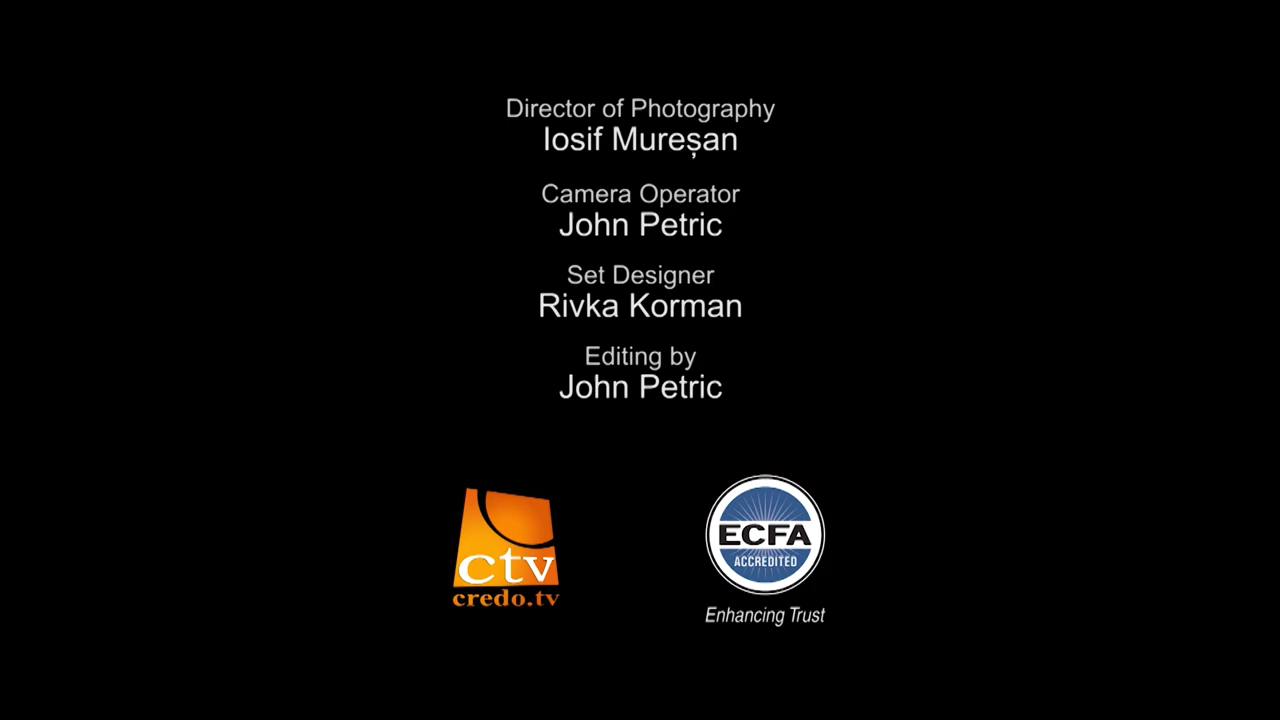 Director of Photography
Iosif Mureșan
Camera Operator
John Petric
Set Designer
Rivka Korman
Editing by
John Petric
ctv
credo.tv
ECFA
ACCREDITED
Enhancing Trust